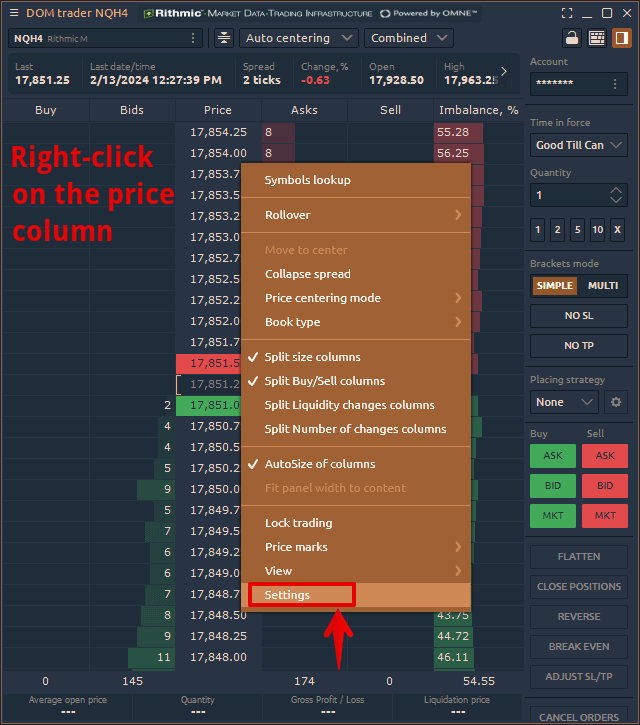 DOM trader NQH4
Rithmic™-Market Data-Trading Infrastructure
Powered by OMNE™
NQH4 Rithmic M
Auto centering
Combined
Last
17,851.25
Last date/time
2/13/2024 12:27:39 PM
Spread
2 ticks
Change, %
-0.63
Open
17,928.50
High
17,963.25
Buy Bids Price Asks Sell Imbalance, %
17,854.25 8 55.28
17,854.00 8 56.25
17,853.7
17,853.5
17,853.2
17,853.0
17,852.7
17,852.5
17,852.2
17,852.0
17,851.7
17,851.5
17,851.2
2 17,851.0
4 17,850.7
4 17,850.5
5 17,850.2
9 17,850.0
5 17,849.7
7 17,849.5
6 17,849.2
6 17,849.0
7 17,848.7
8 17,848.50 43.75
9 17,848.25 44.72
11 17,848.00 46.11
0 145 174 0 54.55
Right-click
on the price
column
Symbols lookup
Rollover
Move to center
Collapse spread
Price centering mode
Book type
Split size columns
Split Buy/Sell columns
Split Liquidity changes columns
Split Number of changes columns
AutoSize of columns
Fit panel width to content
Lock trading
Price marks
View
Settings
Average open price
---
Quantity
---
Gross Profit / Loss
---
Liquidation price
---
Account
*******
Time in force
Good Till Can
Quantity
1
1 2 5 10 X
Brackets mode
SIMPLE MULTI
NO SL
NO TP
Placing strategy
None
Buy Sell
ASK ASK
BID BID
MKT MKT
FLATTEN
CLOSE POSITIONS
REVERSE
BREAK EVEN
ADJUST SL/TP
CANCEL ORDERS